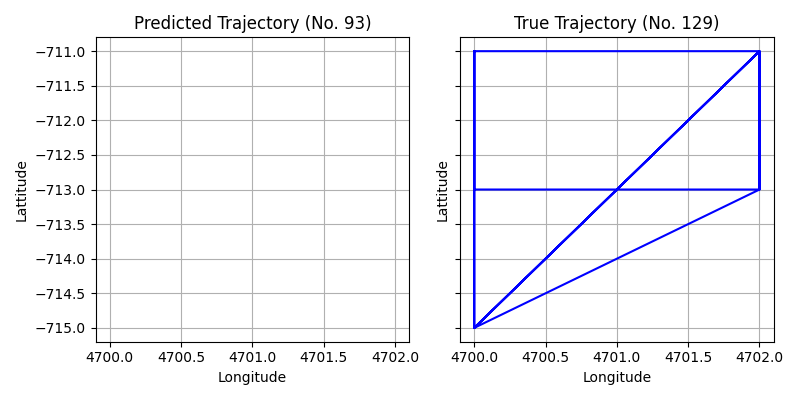 Predicted Trajectory (No. 93)
True Trajectory (No. 129)
−711.0
−711.5
−712.0
−712.5
−713.0
−713.5
−714.0
−714.5
−715.0
Lattitude
Lattitude
4700.0 4700.5 4701.0 4701.5 4702.0
4700.0 4700.5 4701.0 4701.5 4702.0
Longitude
Longitude